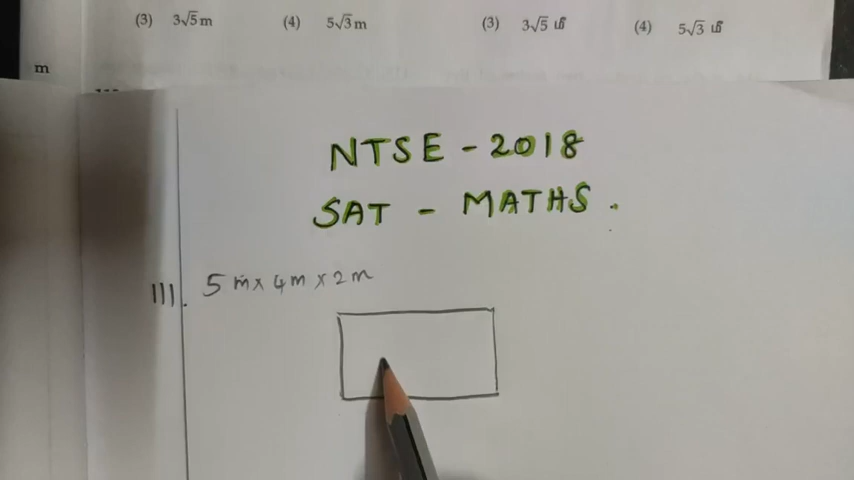 (3) 3√5 m (4) 5√3 m (3) 3√5 மீ (4) 5√3 மீ
m
NTSE - 2018
SAT - MATHS.
111. 5 m x 4m x 2m